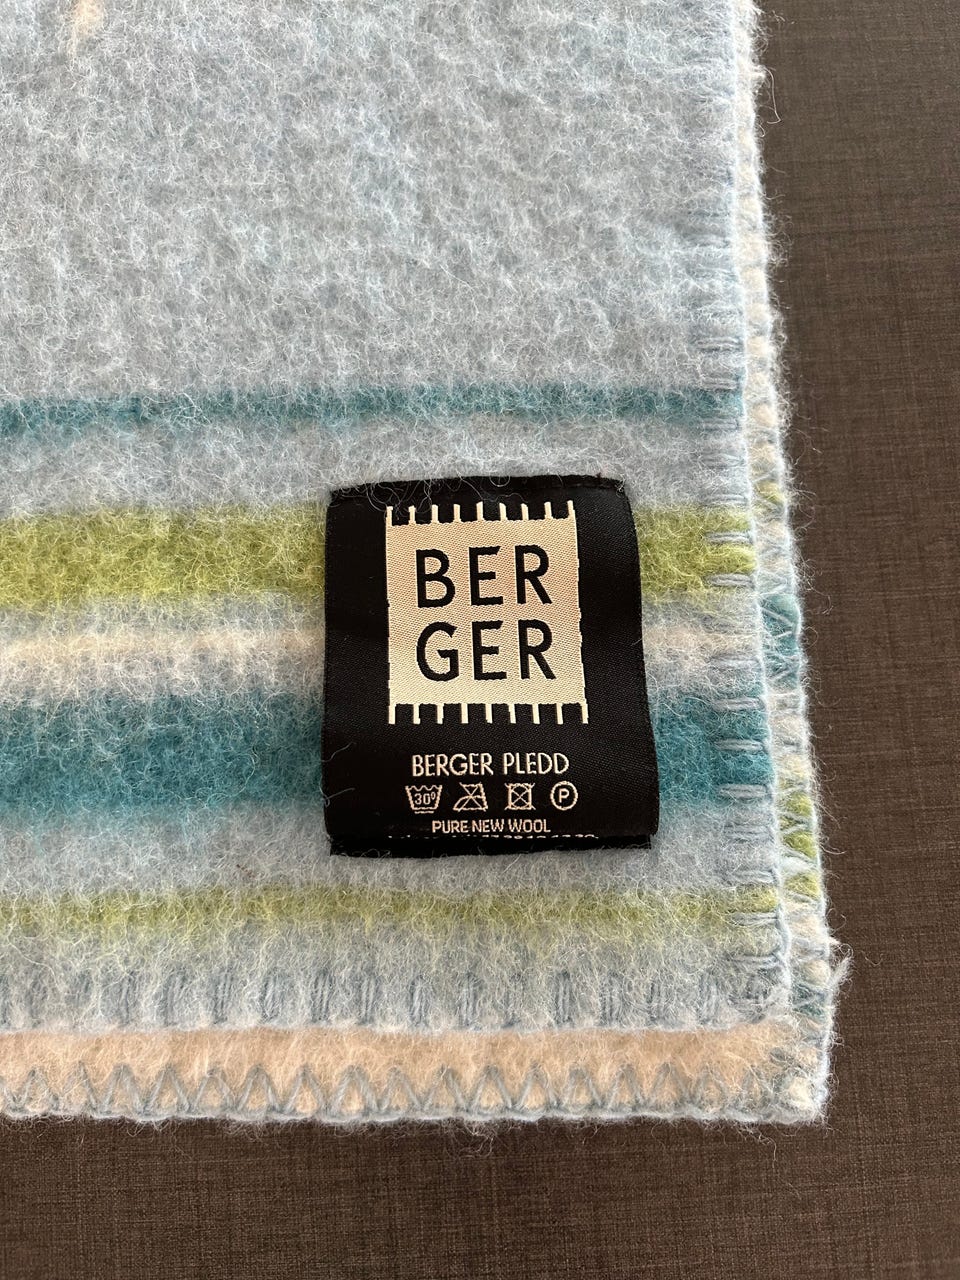 BER
GER
BERGER PLEDD
30° P
PURE NEW WOOL